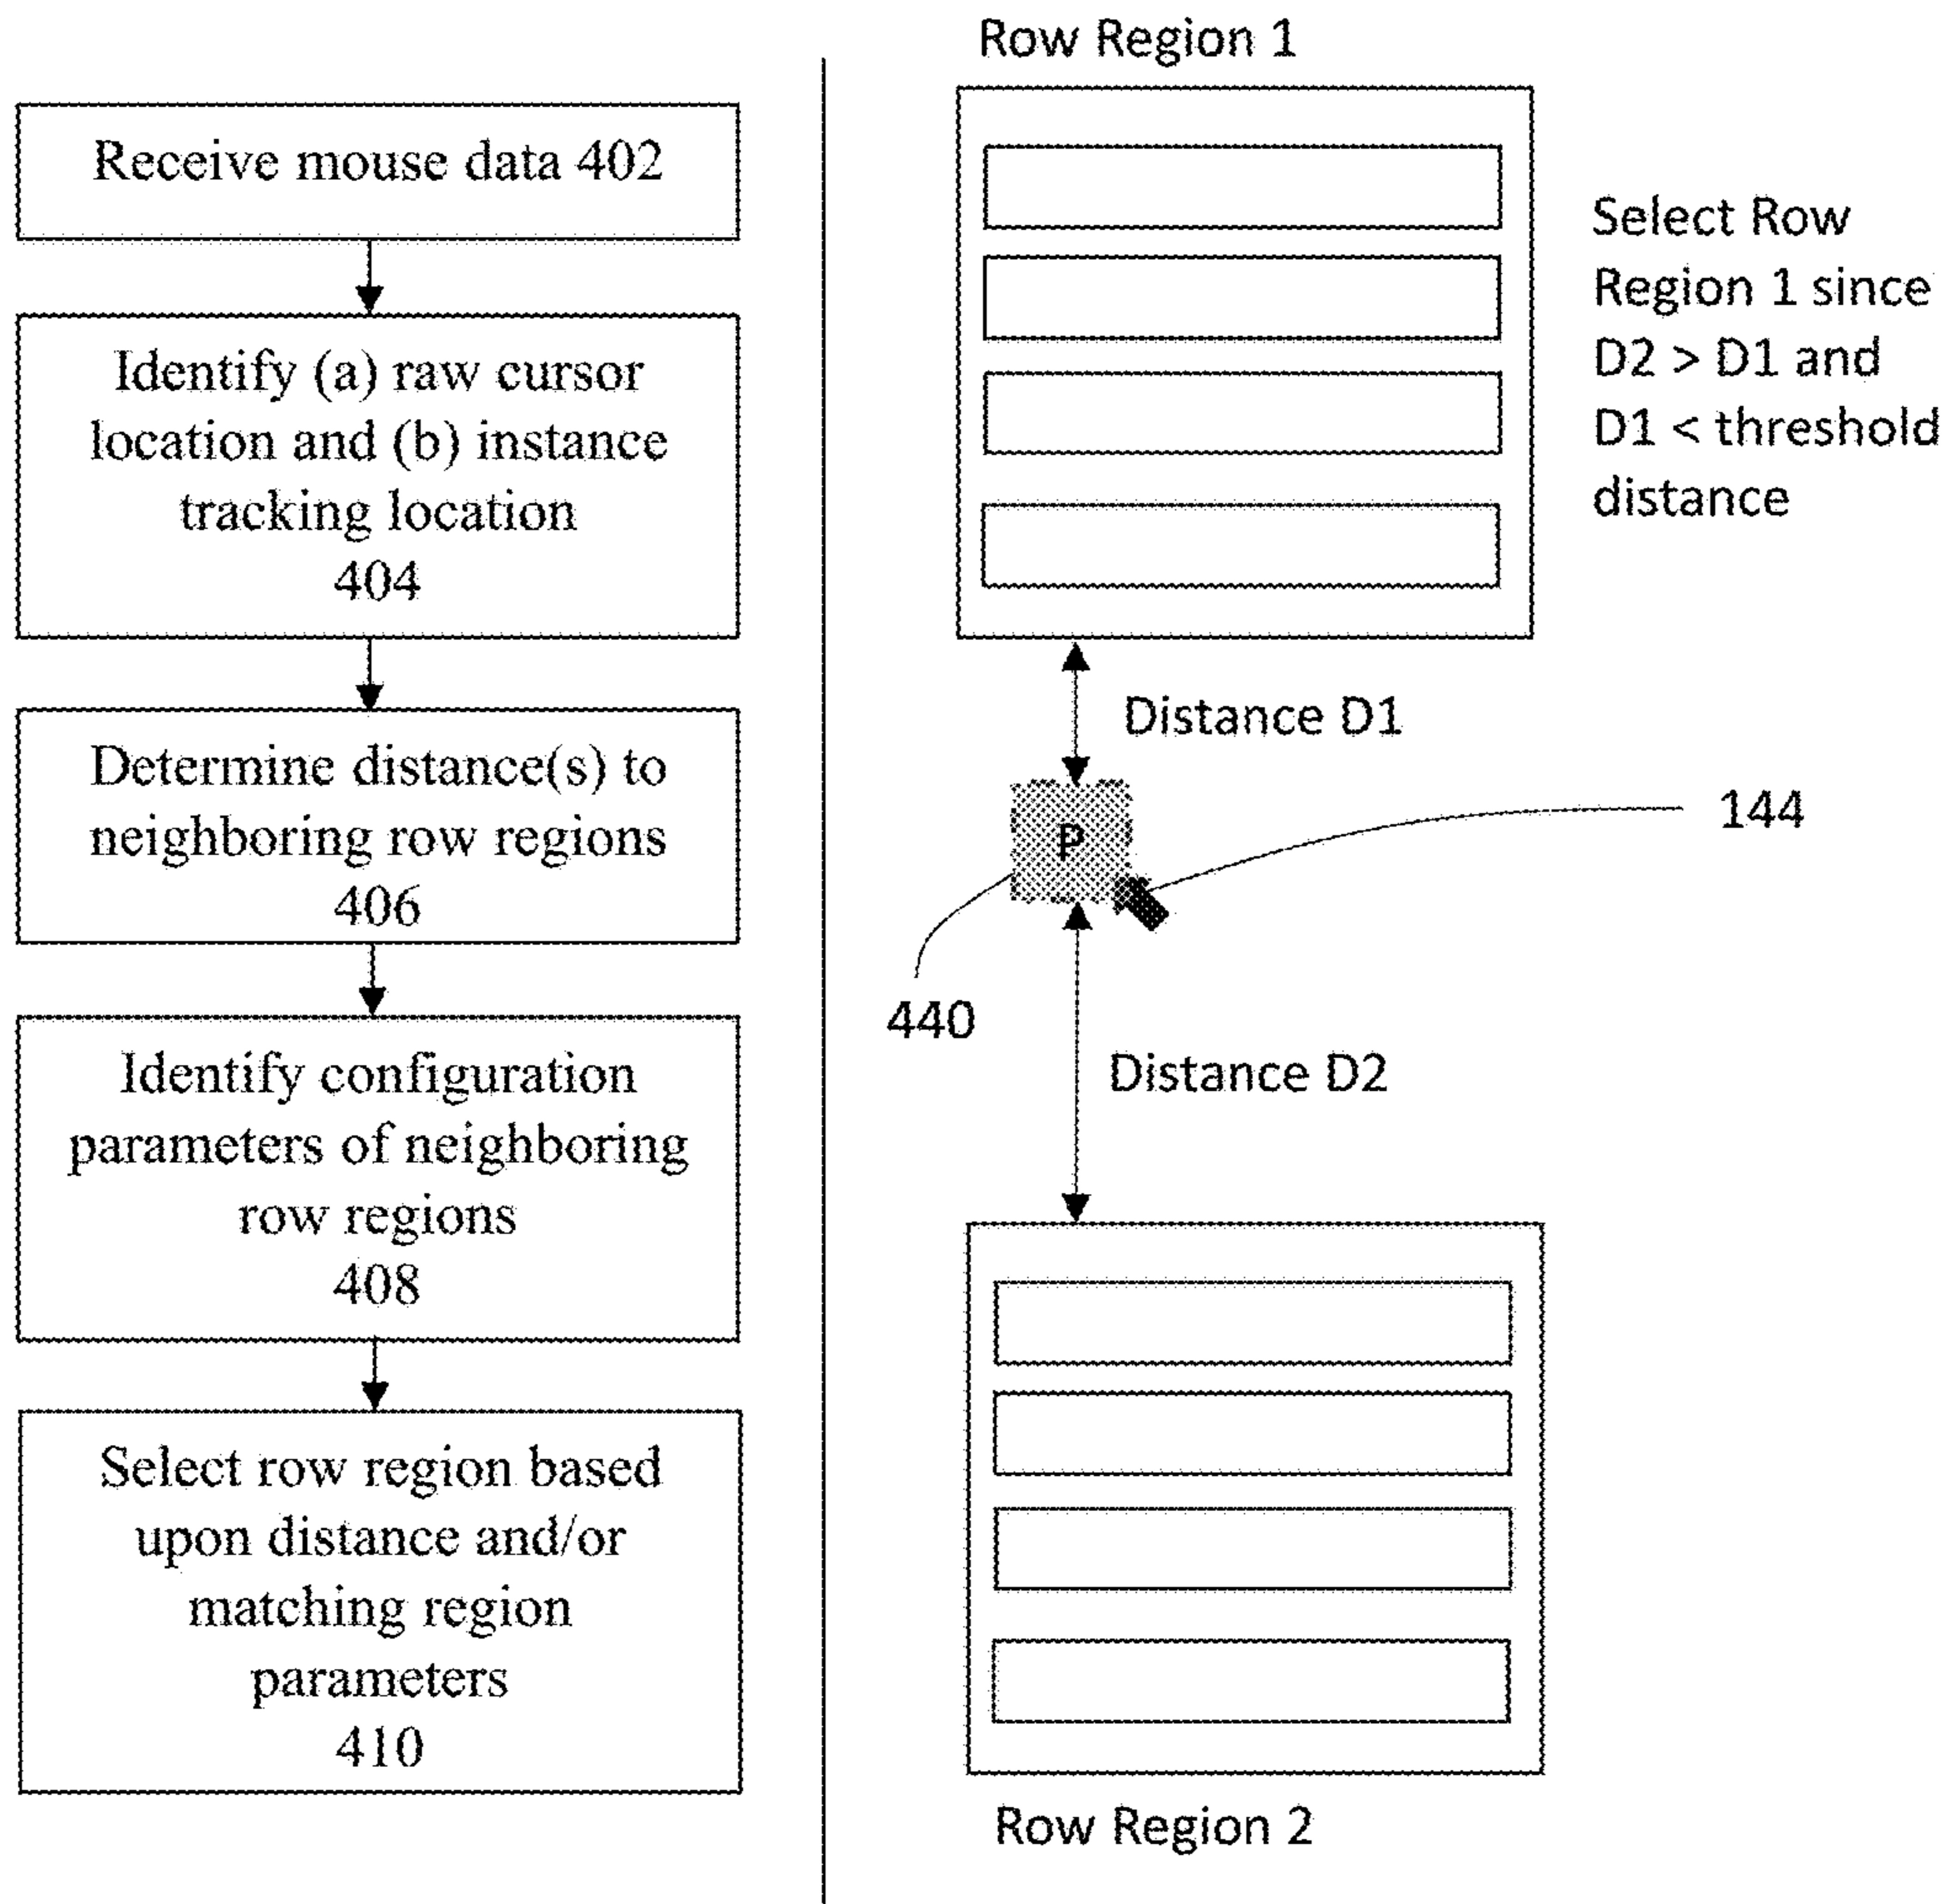 Receive mouse data 402
Identify (a) raw cursor
location and (b) instance
tracking location
404
Determine distance(s) to
neighboring row regions
406
Identify configuration
parameters of neighboring
row regions
408
Select row region based
upon distance and/or
matching region
parameters
410
Row Region 1
Select Row
Region 1 since
D2 > D1 and
D1 < threshold
distance
Distance D1
P
144
440
Distance D2
Row Region 2